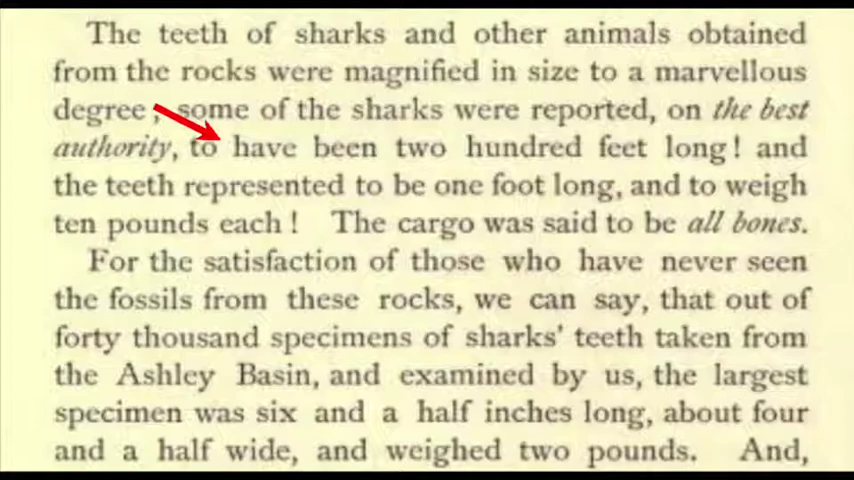 The teeth of sharks and other animals obtained
from the rocks were magnified in size to a marvellous
degree; some of the sharks were reported, on the best
authority, to have been two hundred feet long! and
the teeth represented to be one foot long, and to weigh
ten pounds each! The cargo was said to be all bones.
For the satisfaction of those who have never seen
the fossils from these rocks, we can say, that out of
forty thousand specimens of sharks' teeth taken from
the Ashley Basin, and examined by us, the largest
specimen was six and a half inches long, about four
and a half wide, and weighed two pounds. And,